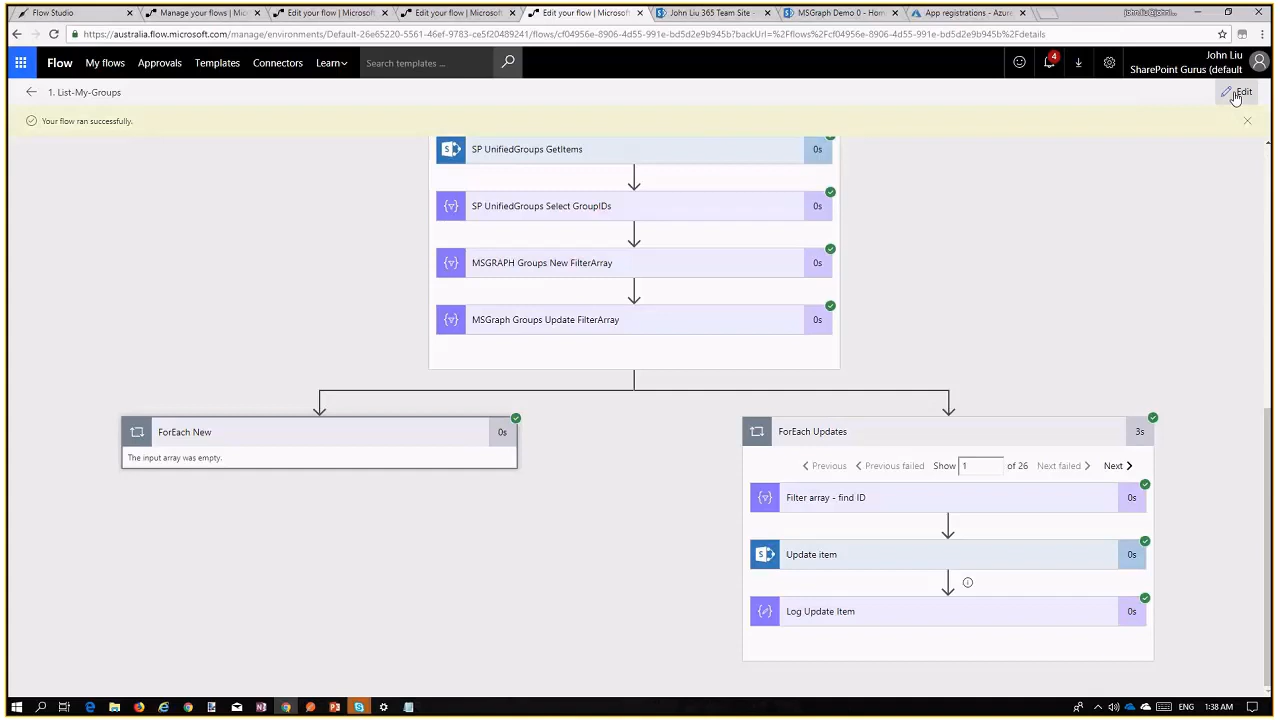 Flow Studio
Manage your flows | Microsof
Edit your flow | Microsoft
Edit your flow | Microsoft
Edit your flow | Microsoft
John Liu 365 Team Site -
MSGraph Demo 0 - Hom
App registrations - Azure
https://australia.flow.microsoft.com/manage/environments/Default-26e65220-5561-46ef-9783-ce5f20489241/flows/cf04956e-8906-4d55-991e-bd5d2e9b45b?backUrl=%2Fflows%2Fcf04956e-8906-4d55-991e-bd5d2e9b45b%2Fdetails
Flow
My flows
Approvals
Templates
Connectors
Learn
Search templates ...
4
John Liu
SharePoint Gurus (default
1. List-My-Groups
Edit
Your flow ran successfully.
SP UnifiedGroups GetItems
0s
SP UnifiedGroups Select GroupIDs
0s
MSGRAPH Groups New FilterArray
0s
MSGraph Groups Update FilterArray
0s
ForEach New
0s
The input array was empty.
ForEach Updates
3s
Previous
Previous failed
Show
1
of 26
Next failed
Next
Filter array - find ID
0s
Update item
0s
Log Update Item
0s
ENG
1:38 AM